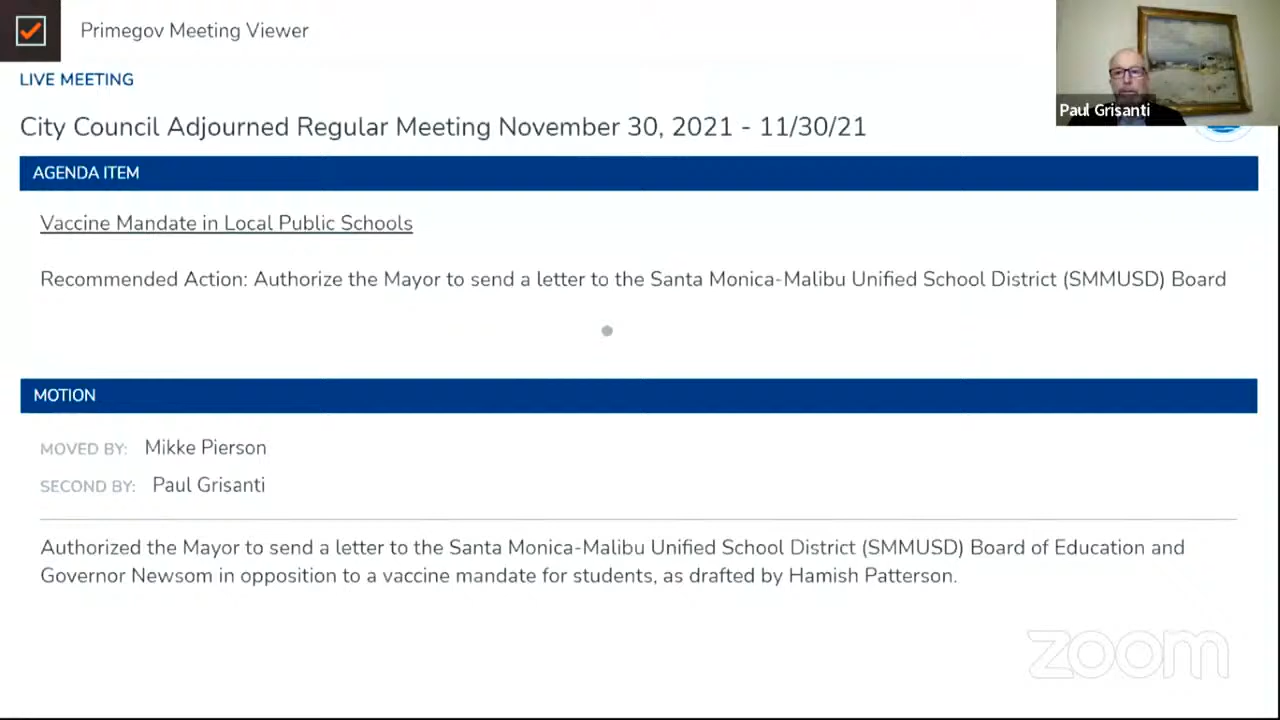 Primegov Meeting Viewer
Paul Grisanti
LIVE MEETING
City Council Adjourned Regular Meeting November 30, 2021 - 11/30/21
AGENDA ITEM
Vaccine Mandate in Local Public Schools
Recommended Action: Authorize the Mayor to send a letter to the Santa Monica-Malibu Unified School District (SMMUSD) Board
MOTION
MOVED BY: Mikke Pierson
SECOND BY: Paul Grisanti
Authorized the Mayor to send a letter to the Santa Monica-Malibu Unified School District (SMMUSD) Board of Education and
Governor Newsom in opposition to a vaccine mandate for students, as drafted by Hamish Patterson.
zoom